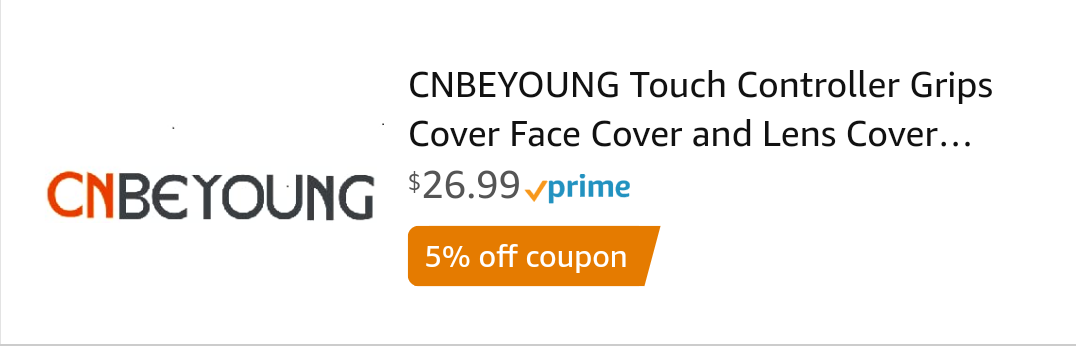 CNBEYOUNG
CNBEYOUNG Touch Controller Grips
Cover Face Cover and Lens Cover...
$26.99 prime
5% off coupon